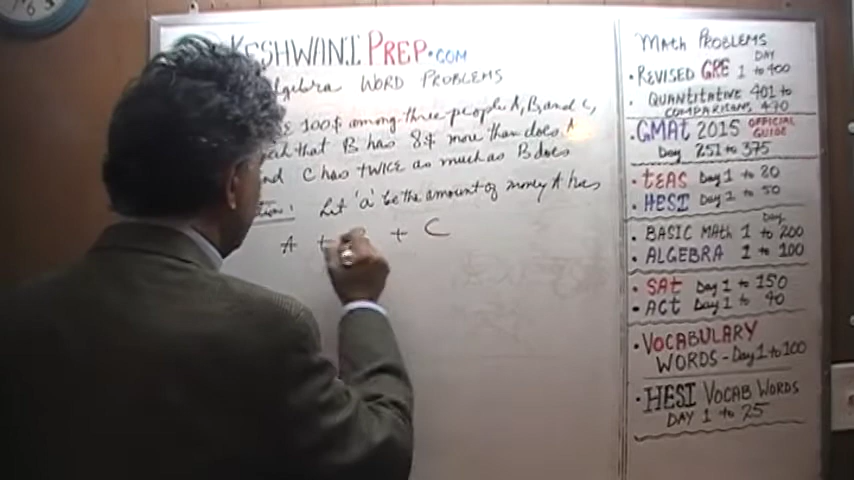 KESHWANI PREP.COM
Algebra WORD PROBLEMS
100$ among three people A, B, and C,
that B has 8$ more than does A
and C has TWICE as much as B does
Let 'a' be the amount of money A has
A + + C
MATH PROBLEMS
DAY
• REVISED GRE 1 to 400
• QUANTITATIVE 401 to
COMPARISONS 470
• GMAT 2015 OFFICIAL GUIDE
Day 251 to 375
• TEAS Day 1 to 20
• HESI Day 1 to 50
Day
• BASIC MATH 1 to 200
• ALGEBRA 1 to 100
• SAT Day 1 to 150
• ACT Day 1 to 40
• VOCABULARY
WORDS - Day 1 to 100
• HESI VOCAB WORDS
DAY 1 to 25